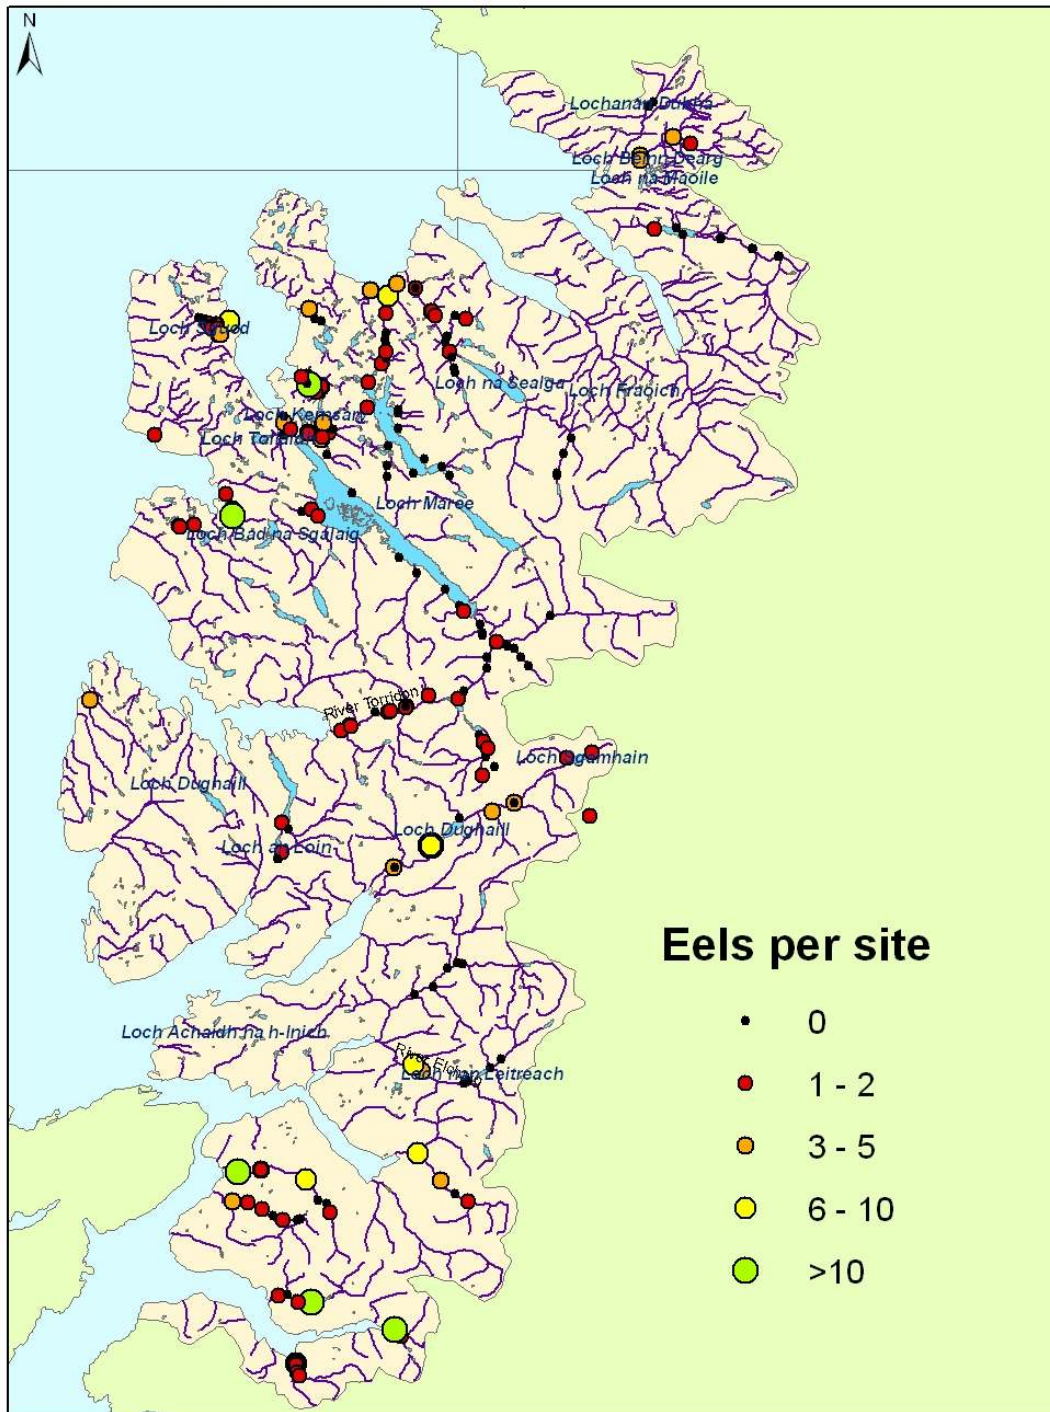 N
Lochanan Dubha
Loch Beinn Dearg
Loch na Maoile
Loch Sguod
Loch na Sealga
Loch Fraoich
Loch Kernsary
Loch Tollaidh
Loch Maree
Loch Bad na Sgalaig
River Torridon
Loch Sgamhain
Loch Dughaill
Loch Dughaill
Loch an Loin
Eels per site
0
Loch Achaidh na h-Inich
River
Loch nan Leitreach
1 - 2
3 - 5
6 - 10
>10